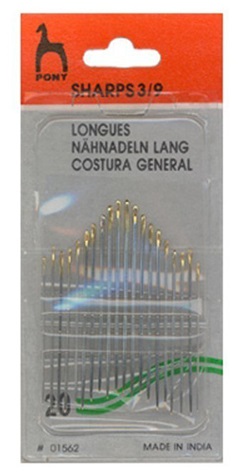 PONY
SHARPS 3/9
LONGUES
NÄHNADELN LANG
COSTURA GENERAL
20
# 01562
MADE IN INDIA